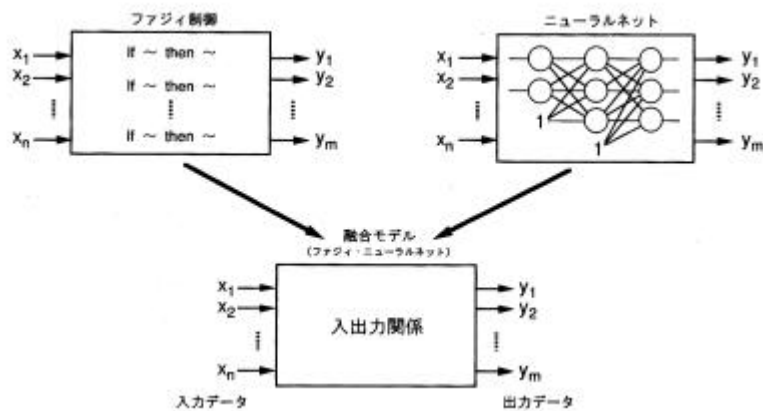 ファジィ制御
x1
If ～ then ～
y1
x2
If ～ then ～
y2
xn
If ～ then ～
ym
ニューラルネット
x1
y1
x2
y2
1
xn
1
ym
融合モデル
(ファジィ・ニューラルネット)
x1
y1
x2
y2
入出力関係
xn
ym
入力データ
出力データ